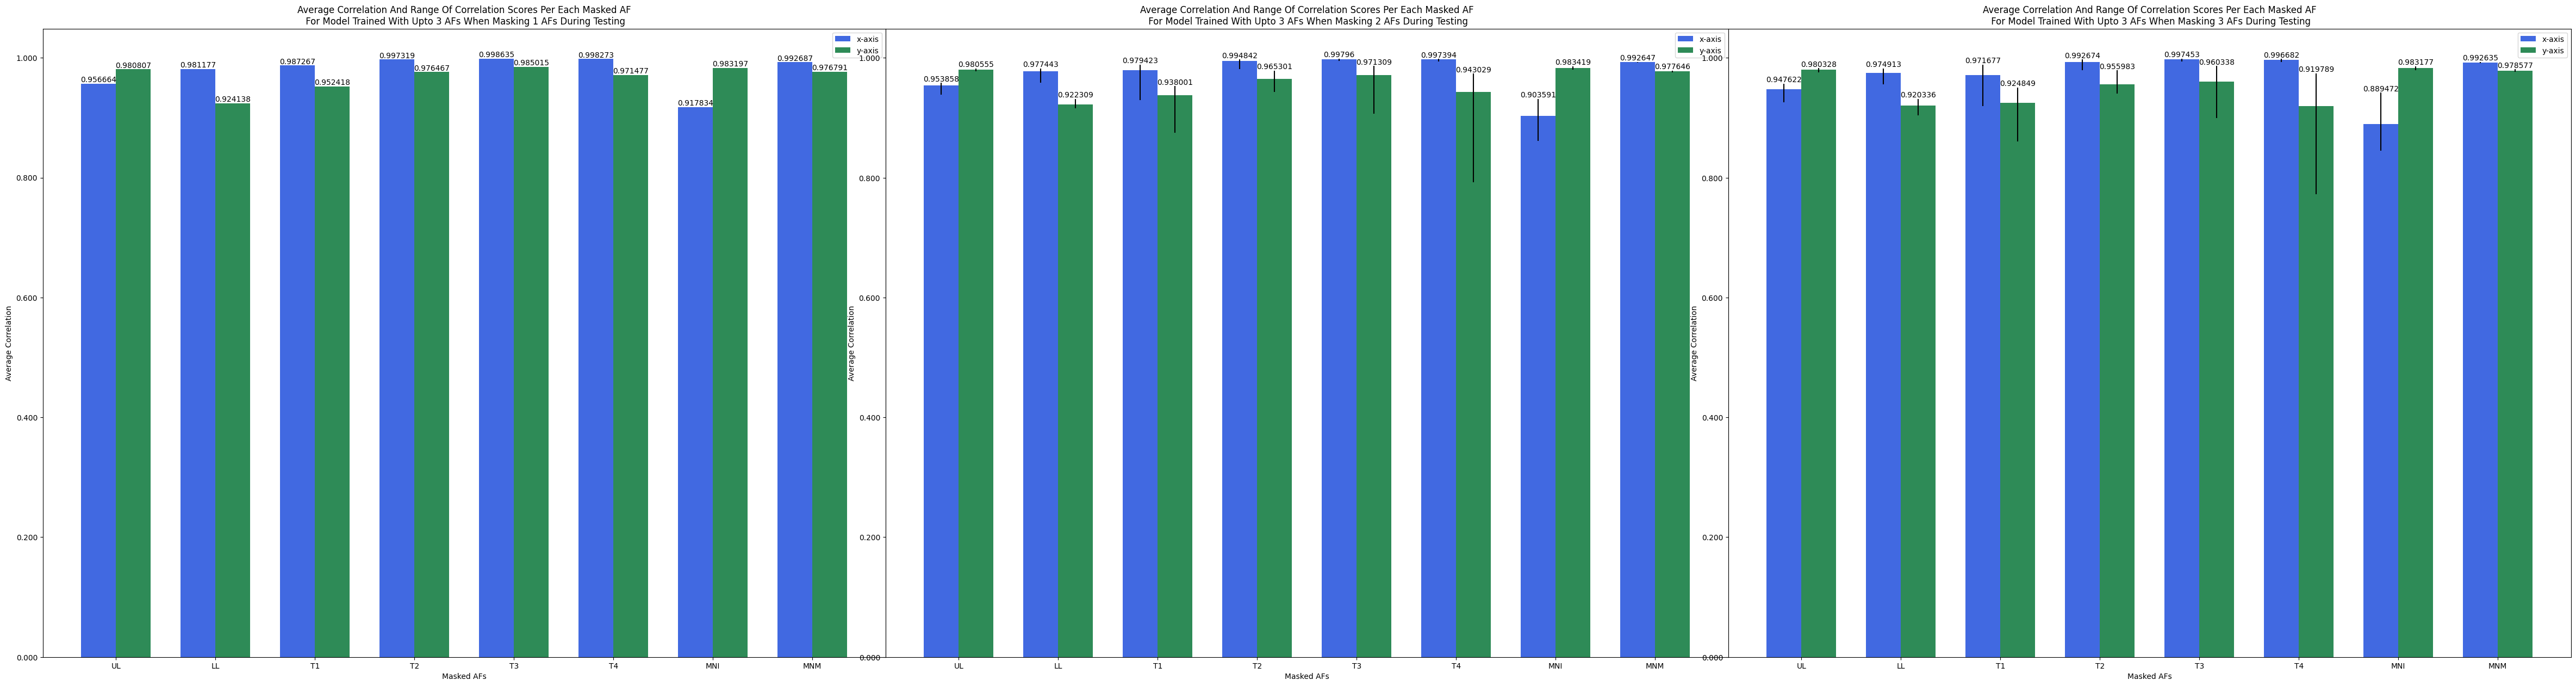 Average Correlation And Range Of Correlation Scores Per Each Masked AF
For Model Trained With Upto 3 AFs When Masking 1 AFs During Testing
x-axis
y-axis
1.000
0.800
0.600
0.400
0.200
0.000
Average Correlation
0.956664
0.980807
0.981177
0.924138
0.987267
0.952418
0.997319
0.976467
0.998635
0.985015
0.998273
0.971477
0.917834
0.983197
0.992687
0.976791
UL
LL
T1
T2
T3
T4
MNI
MNM
Masked AFs
Average Correlation And Range Of Correlation Scores Per Each Masked AF
For Model Trained With Upto 3 AFs When Masking 2 AFs During Testing
x-axis
y-axis
1.000
0.800
0.600
0.400
0.200
0.000
Average Correlation
0.953858
0.980555
0.977443
0.922309
0.979423
0.938001
0.994842
0.965301
0.99796
0.971309
0.997394
0.943029
0.903591
0.983419
0.992647
0.977646
UL
LL
T1
T2
T3
T4
MNI
MNM
Masked AFs
Average Correlation And Range Of Correlation Scores Per Each Masked AF
For Model Trained With Upto 3 AFs When Masking 3 AFs During Testing
x-axis
y-axis
1.000
0.800
0.600
0.400
0.200
0.000
Average Correlation
0.947622
0.980328
0.974913
0.920336
0.971677
0.924849
0.992674
0.955983
0.997453
0.960338
0.996682
0.919789
0.889472
0.983177
0.992635
0.978577
UL
LL
T1
T2
T3
T4
MNI
MNM
Masked AFs